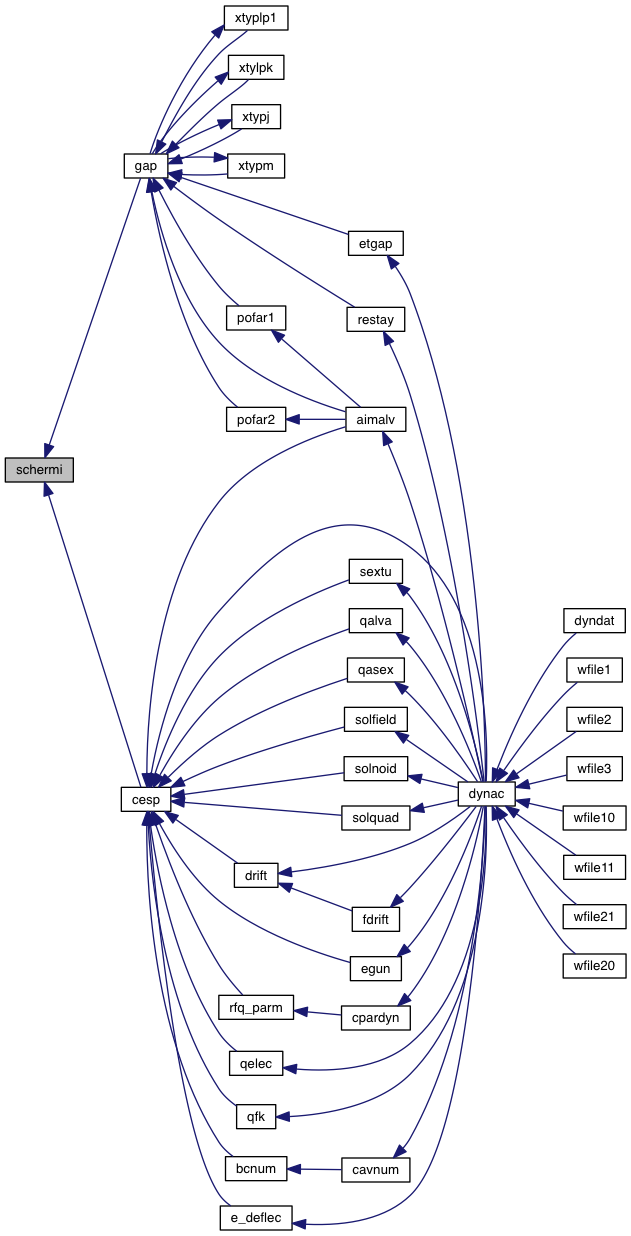 xtyplp1
xtylpk
xtypj
gap
xtypm
etgap
pofar1
restay
pofar2
aimalv
schermi
sextu
qalva
dyndat
qasex
wfile1
solfield
wfile2
solnoid
wfile3
cesp
dynac
solquad
wfile10
drift
wfile11
fdrift
wfile21
egun
wfile20
rfq_parm
cpardyn
qelec
qfk
bcnum
cavnum
e_deflec